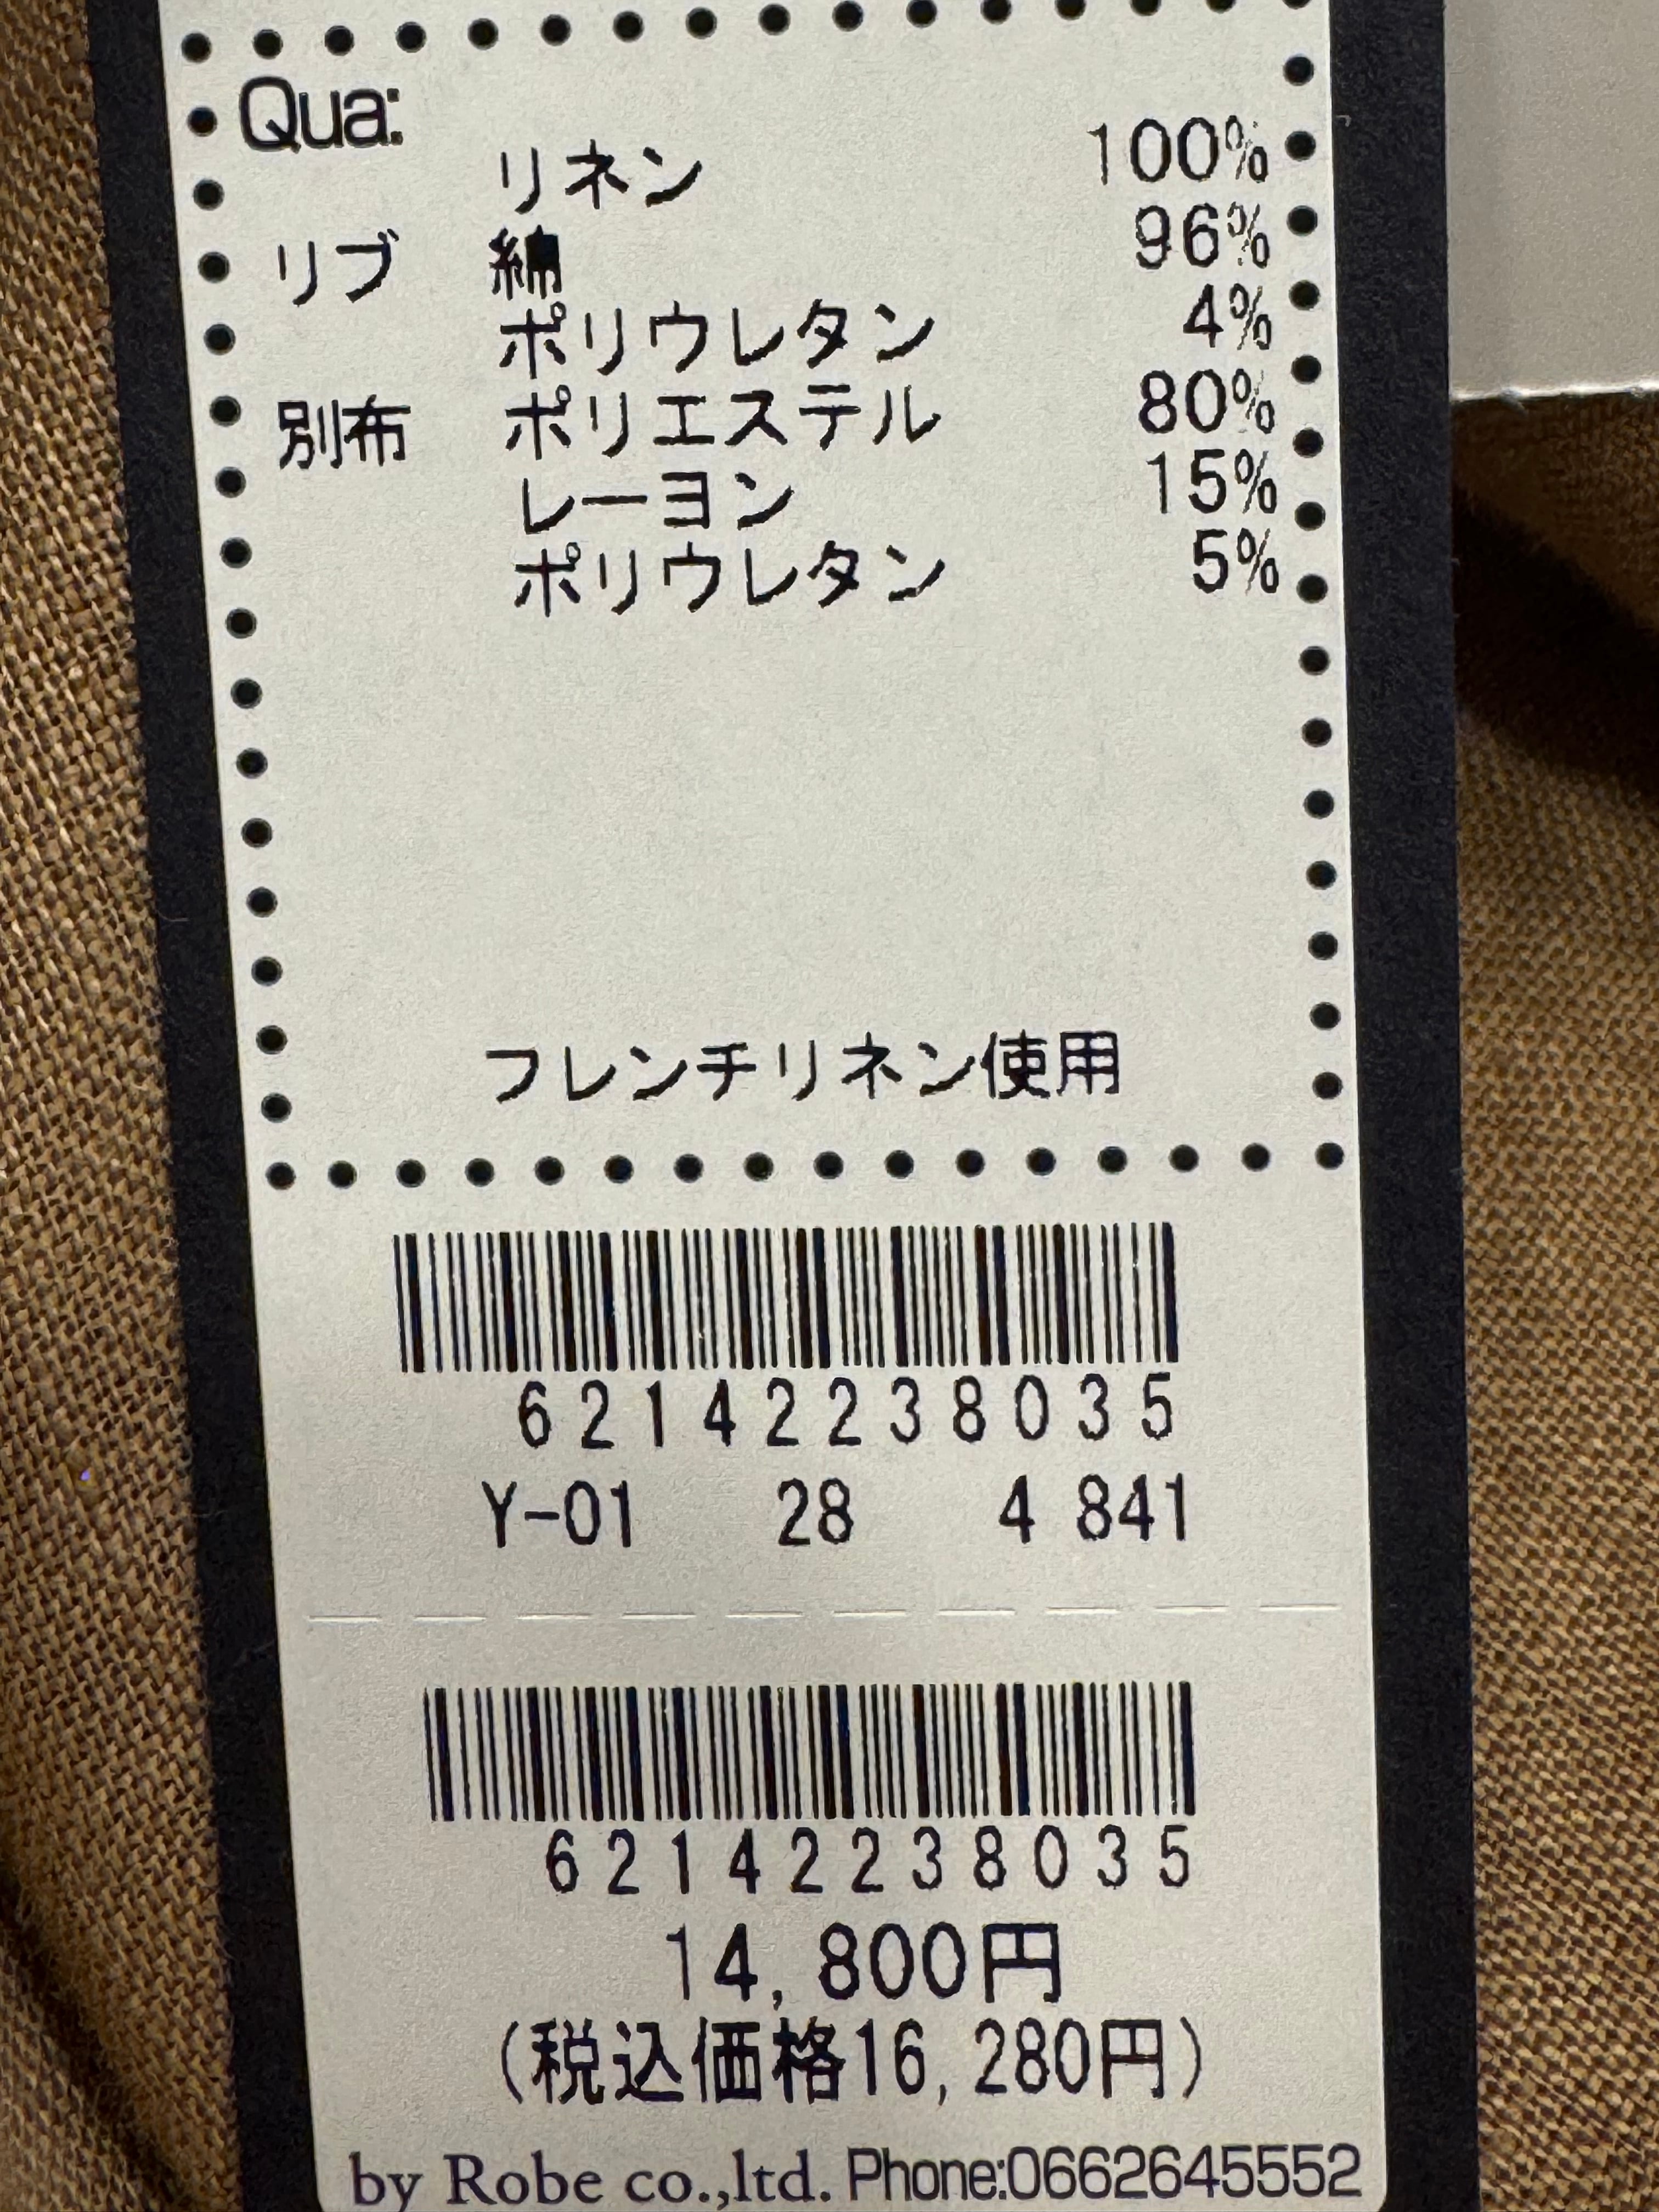 Qua:
リネン 100%
リブ 綿 96%
ポリウレタン 4%
別布 ポリエステル 80%
レーヨン 15%
ポリウレタン 5%
フレンチリネン使用
62142238035
Y-01 28 4 841
62142238035
14,800円
(税込価格16,280円)
by Robe co.,ltd. Phone:0662645552